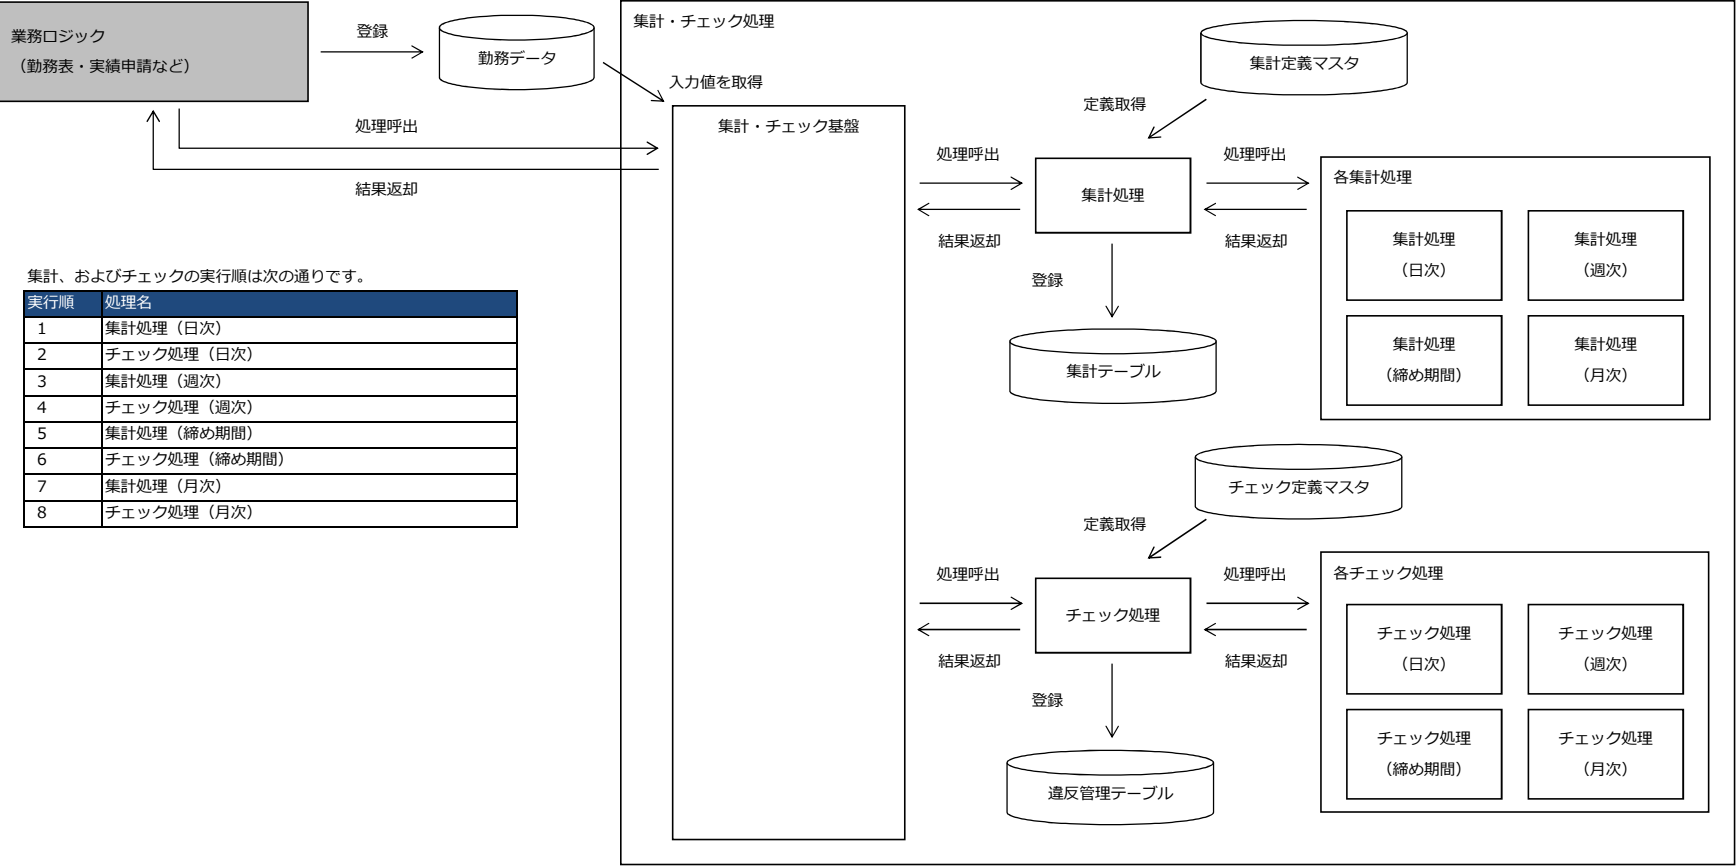 業務ロジック
（勤務表・実績申請など）
登録
勤務データ
処理呼出
結果返却
集計、およびチェックの実行順は次の通りです。
実行順 処理名
1 集計処理（日次）
2 チェック処理（日次）
3 集計処理（週次）
4 チェック処理（週次）
5 集計処理（締め期間）
6 チェック処理（締め期間）
7 集計処理（月次）
8 チェック処理（月次）
集計・チェック処理
入力値を取得
集計・チェック基盤
集計定義マスタ
定義取得
処理呼出
結果返却
集計処理
処理呼出
結果返却
登録
集計テーブル
各集計処理
集計処理
（日次）
集計処理
（週次）
集計処理
（締め期間）
集計処理
（月次）
チェック定義マスタ
定義取得
処理呼出
結果返却
チェック処理
処理呼出
結果返却
登録
違反管理テーブル
各チェック処理
チェック処理
（日次）
チェック処理
（週次）
チェック処理
（締め期間）
チェック処理
（月次）